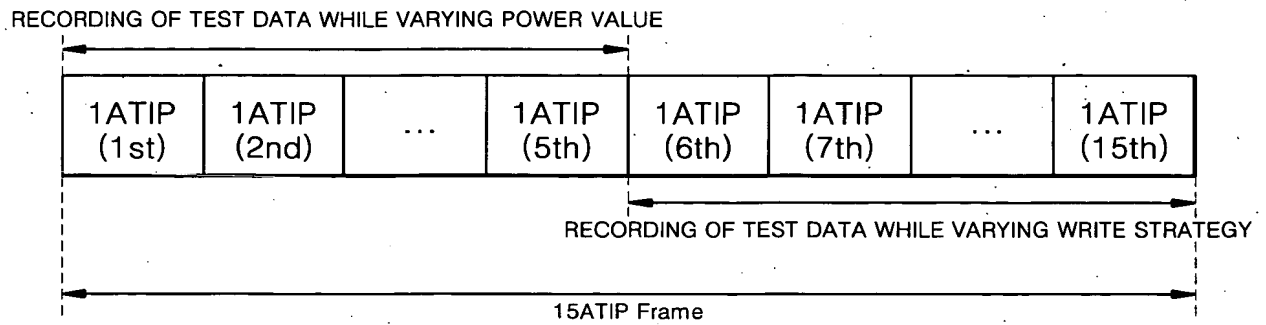 RECORDING OF TEST DATA WHILE VARYING POWER VALUE
1ATIP 1ATIP ... 1ATIP 1ATIP 1ATIP ... 1ATIP
(1st) (2nd) (5th) (6th) (7th) (15th)
RECORDING OF TEST DATA WHILE VARYING WRITE STRATEGY
15ATIP Frame